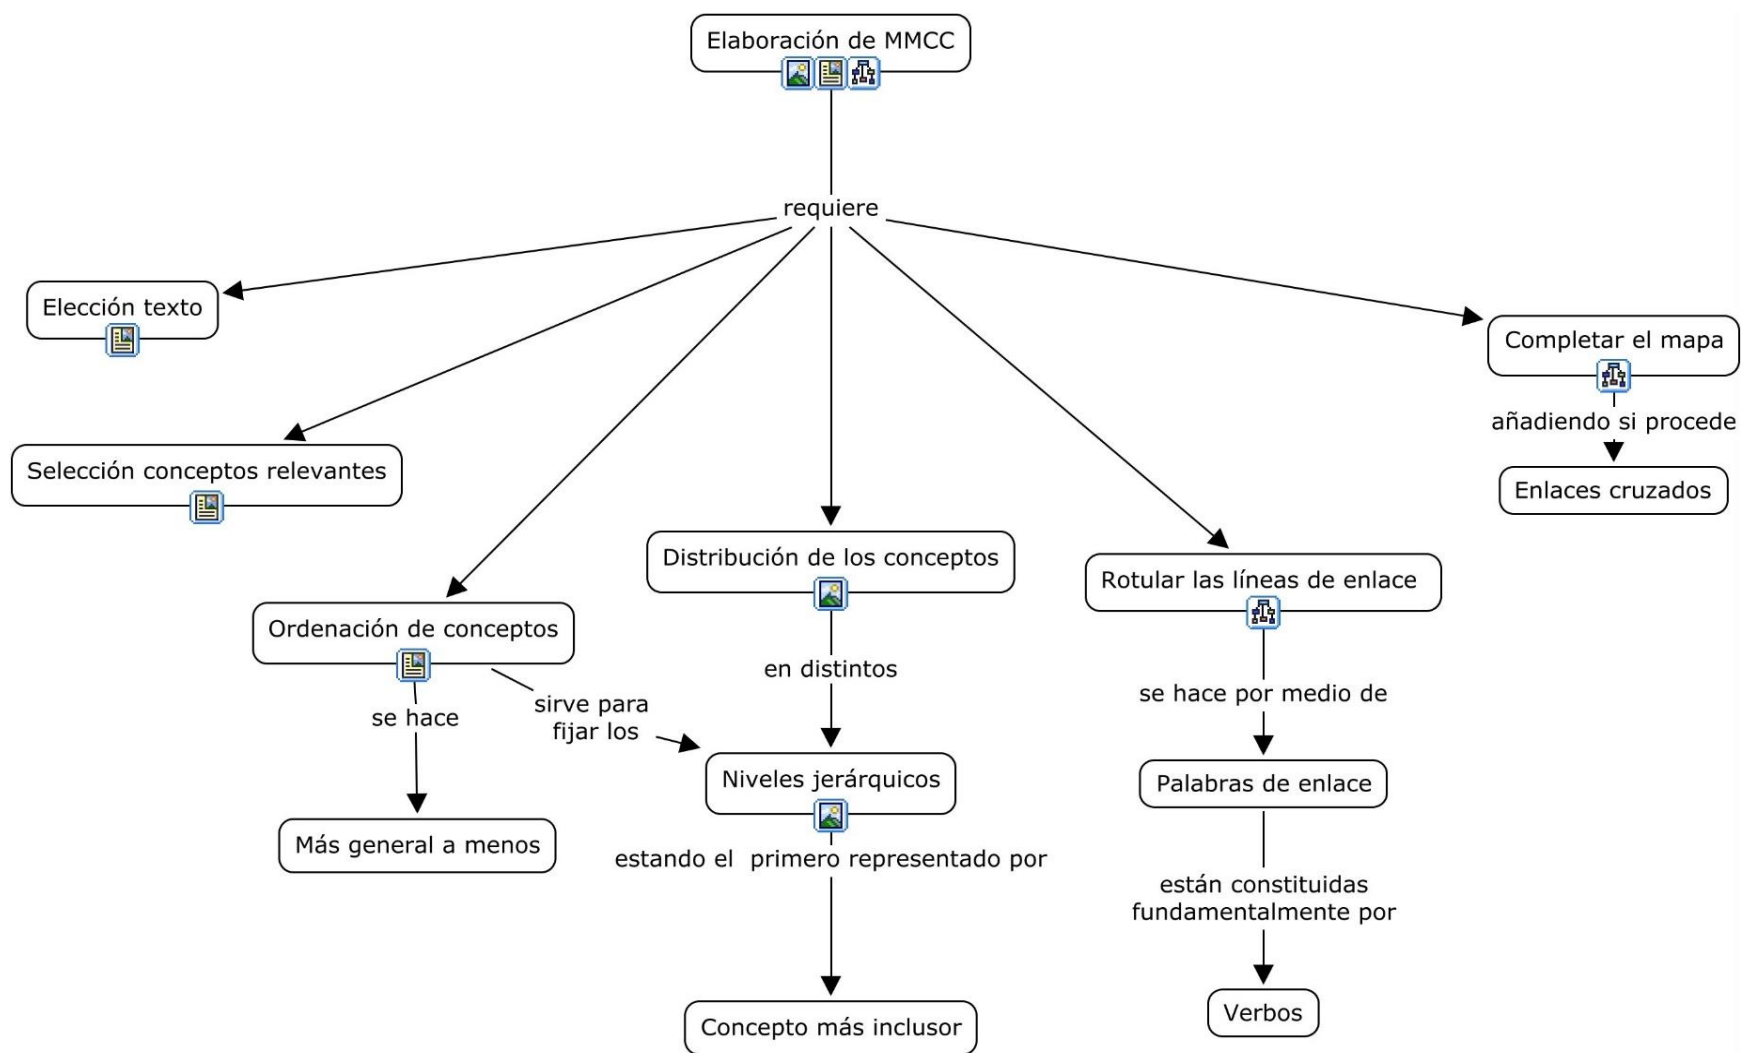 Elaboración de MMCC
requiere
Elección texto
Completar el mapa
añadiendo si procede
Enlaces cruzados
Selección conceptos relevantes
Distribución de los conceptos
Rotular las líneas de enlace
Ordenación de conceptos
en distintos
se hace por medio de
sirve para
fijar los
se hace
Niveles jerárquicos
Palabras de enlace
Más general a menos
estando el  primero representado por
están constituidas
fundamentalmente por
Concepto más inclusor
Verbos